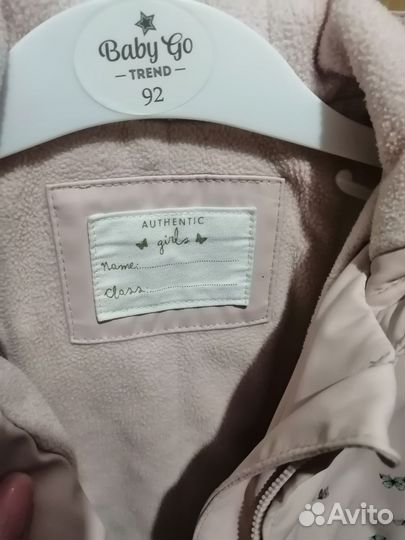 Baby Go
— TREND —
92
AUTHENTIC
girls
name:
class:
Avito